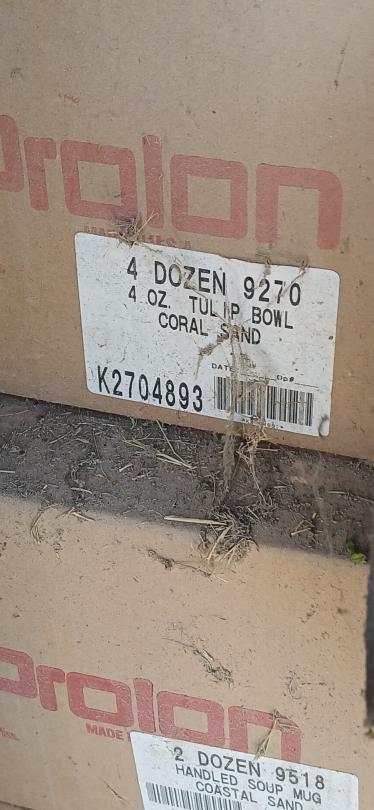 Prolon
MADE IN U.S.A.
4 DOZEN 9270
4 OZ. TULIP BOWL
CORAL SAND
DATE
Op#
K2704893
Prolon
MADE
2 DOZEN 9518
HANDLED SOUP MUG
COASTAL SAND